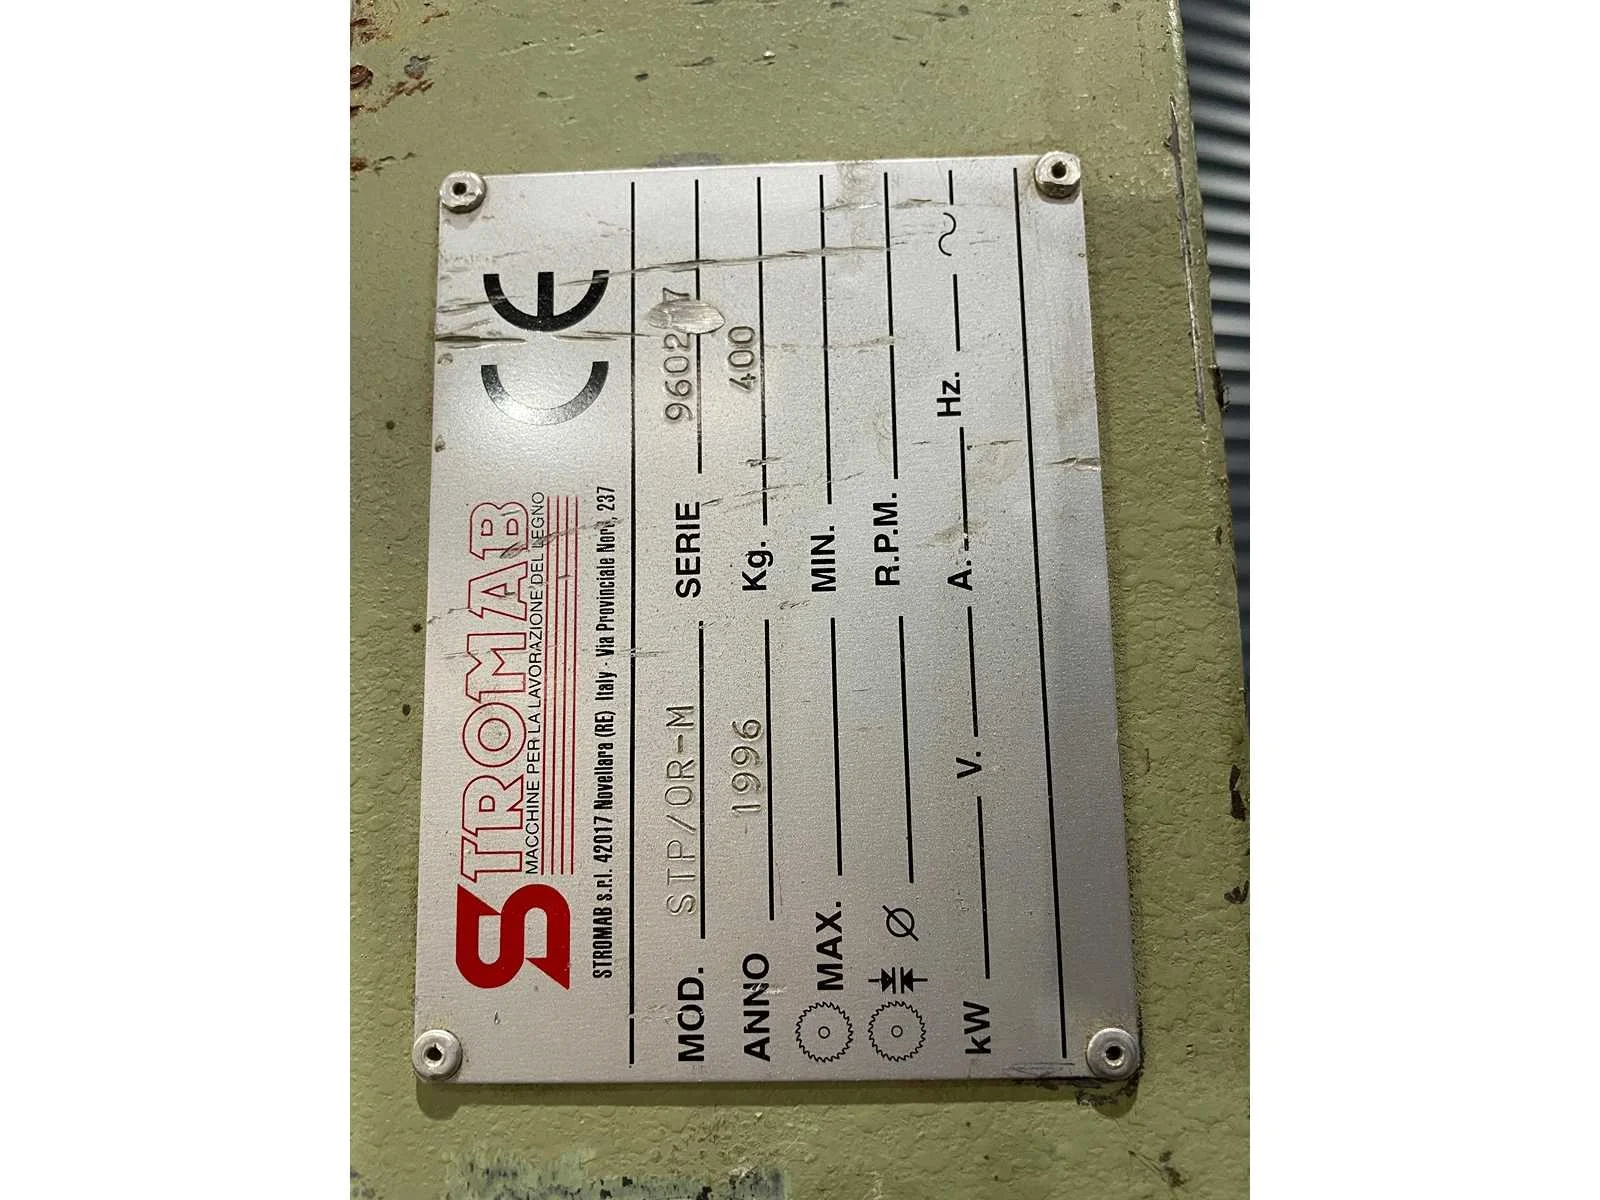 STROMAB
MACCHINE PER LA LAVORAZIONE DEL LEGNO
CE
STROMAB s.r.l. 42017 Novellara (RE) Italy - Via Provinciale Nord, 237
MOD. STP/OR-M SERIE
ANNO 1996 Kg. 400
MAX. MIN.
Ø R.P.M.
kW V. A. Hz. ~